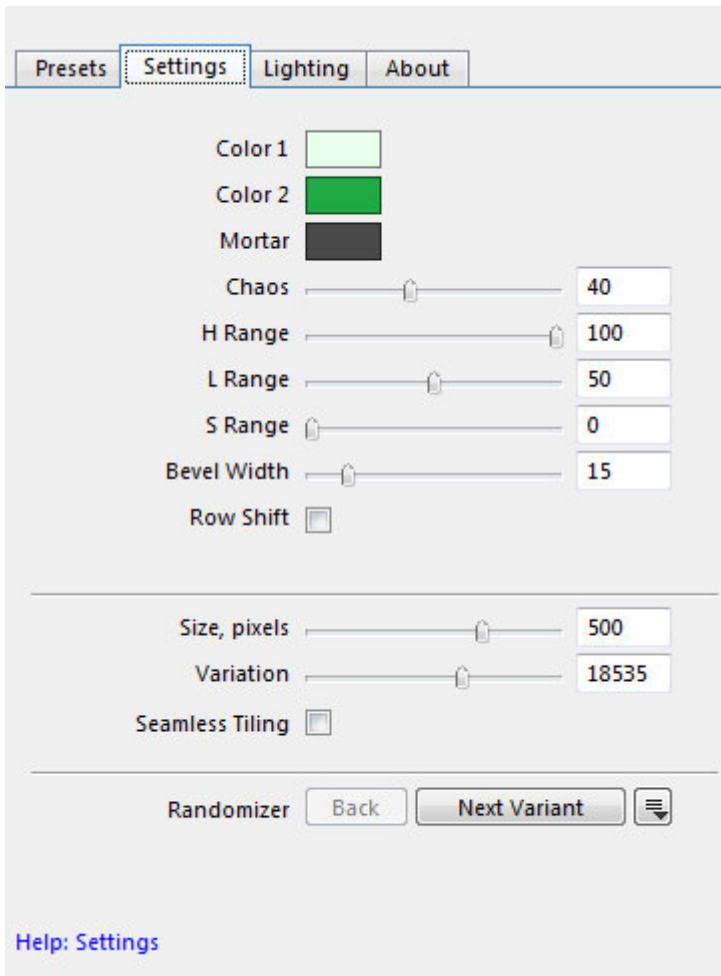 Presets Settings Lighting About
Color 1
Color 2
Mortar
Chaos 40
H Range 100
L Range 50
S Range 0
Bevel Width 15
Row Shift
Size, pixels 500
Variation 18535
Seamless Tiling
Randomizer Back Next Variant
Help: Settings